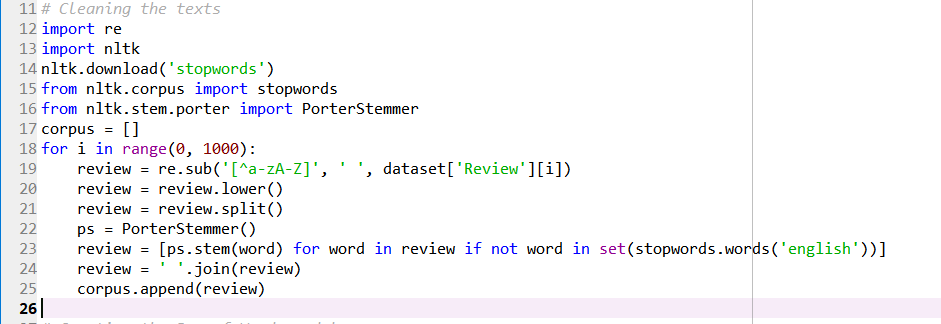 11 # Cleaning the texts
12 import re
13 import nltk
14 nltk.download('stopwords')
15 from nltk.corpus import stopwords
16 from nltk.stem.porter import PorterStemmer
17 corpus = []
18 for i in range(0, 1000):
19     review = re.sub('[^a-zA-Z]', ' ', dataset['Review'][i])
20     review = review.lower()
21     review = review.split()
22     ps = PorterStemmer()
23     review = [ps.stem(word) for word in review if not word in set(stopwords.words('english'))]
24     review = ' '.join(review)
25     corpus.append(review)
26